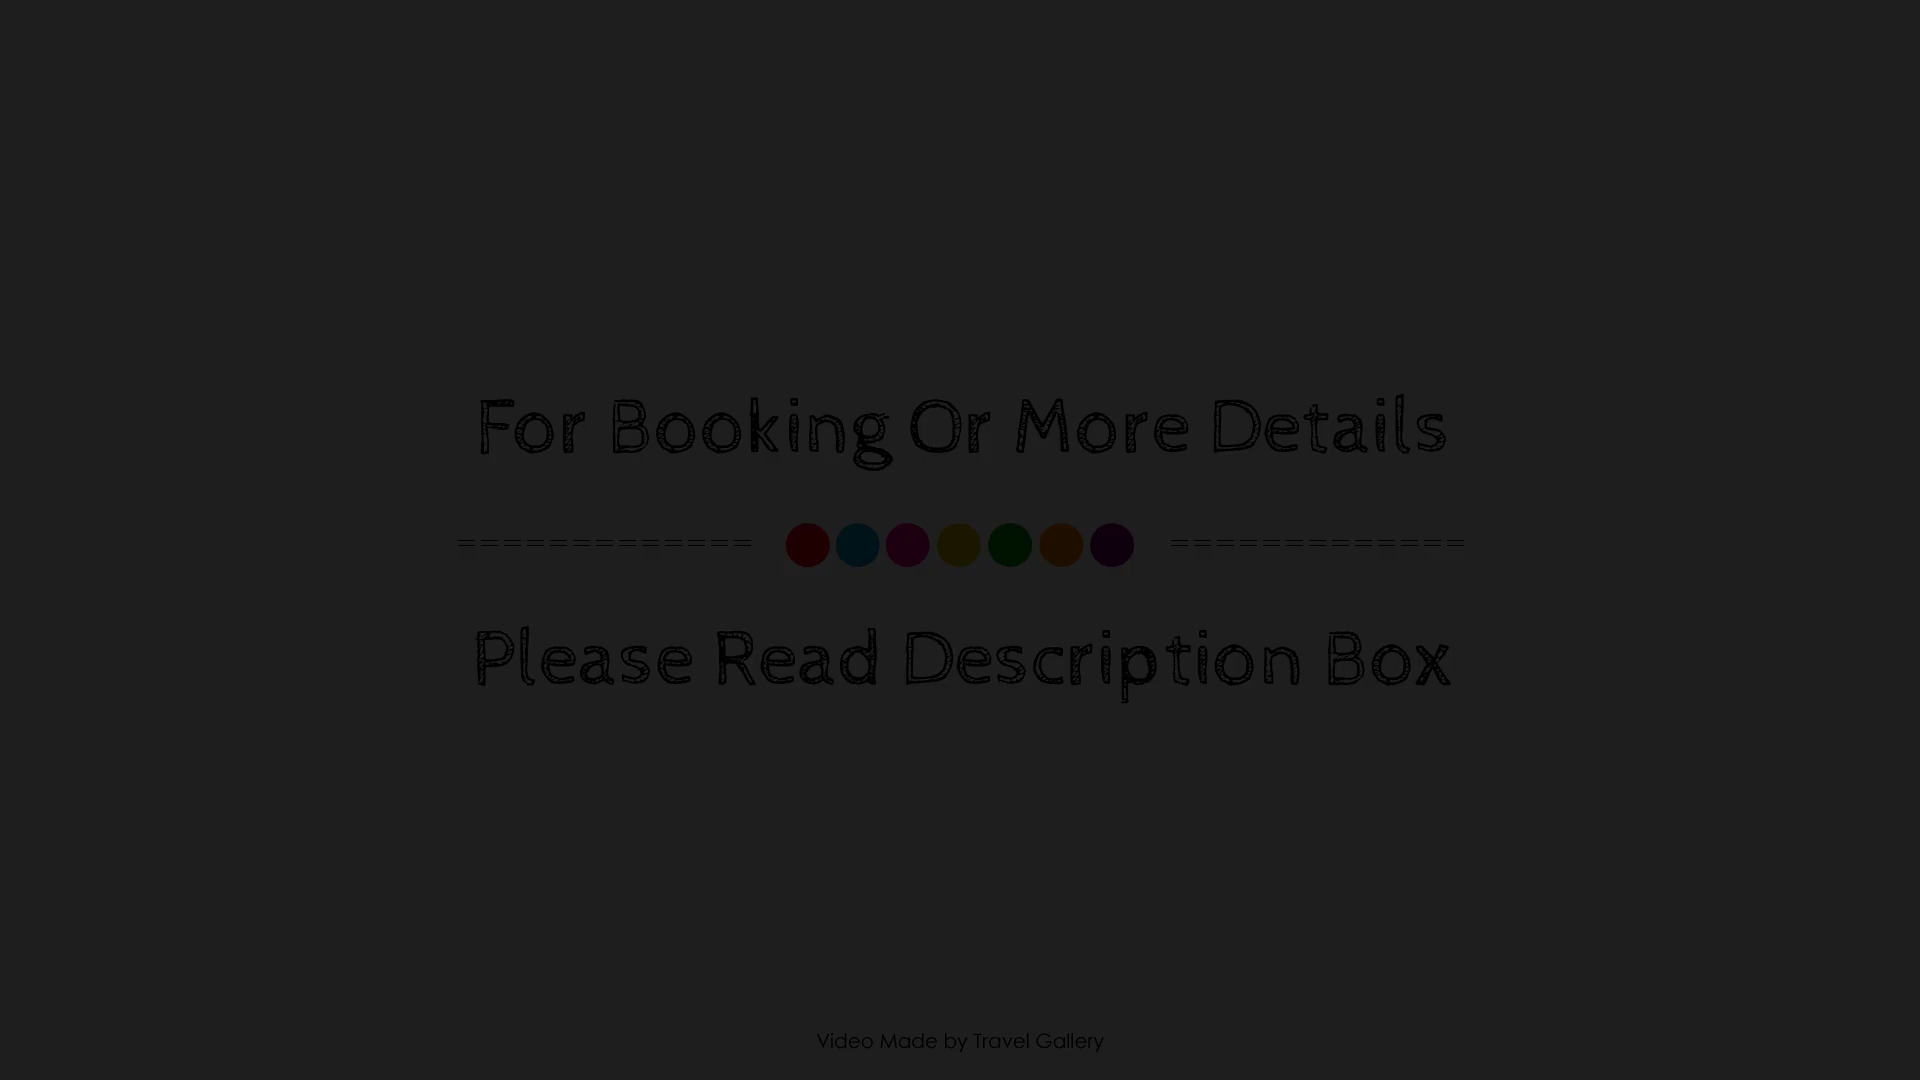 For Booking Or More Details
============= =============
Please Read Description Box
Video Made by Travel Gallery